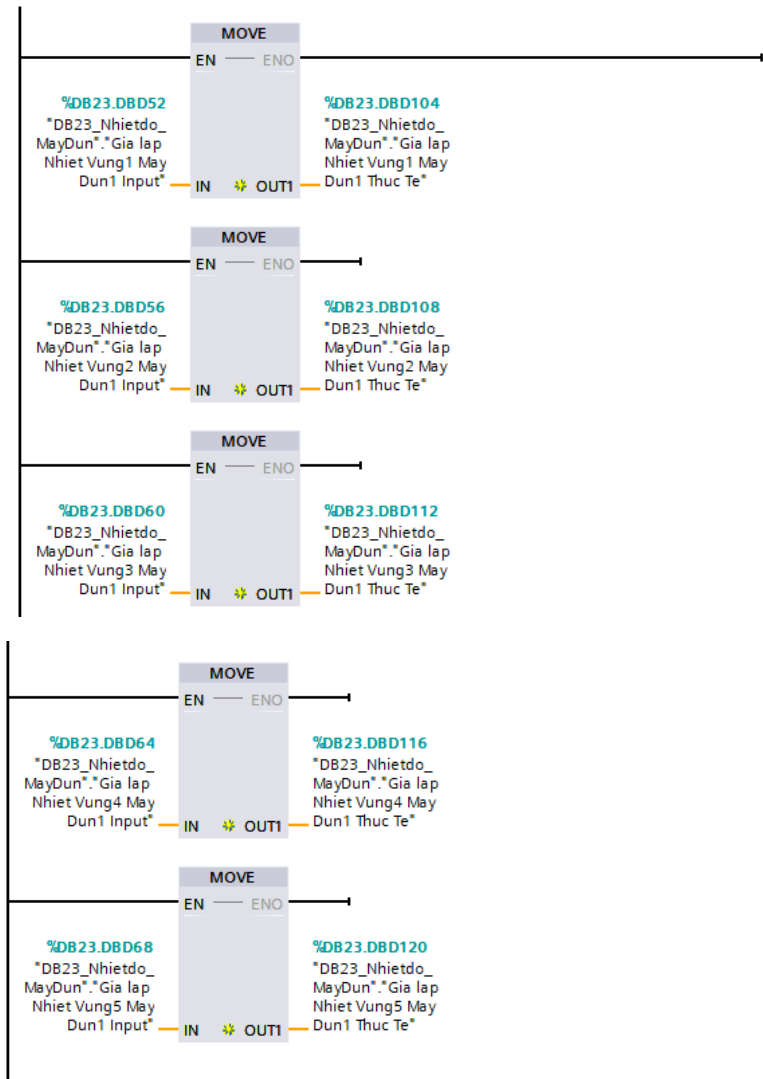 MOVE
EN
ENO
%DB23.DBD52
"DB23_Nhietdo_
MayDun"."Gia lap
Nhiet Vung1 May
Dun1 Input"
IN
OUT1
%DB23.DBD104
"DB23_Nhietdo_
MayDun"."Gia lap
Nhiet Vung1 May
Dun1 Thuc Te"
MOVE
EN
ENO
%DB23.DBD56
"DB23_Nhietdo_
MayDun"."Gia lap
Nhiet Vung2 May
Dun1 Input"
IN
OUT1
%DB23.DBD108
"DB23_Nhietdo_
MayDun"."Gia lap
Nhiet Vung2 May
Dun1 Thuc Te"
MOVE
EN
ENO
%DB23.DBD60
"DB23_Nhietdo_
MayDun"."Gia lap
Nhiet Vung3 May
Dun1 Input"
IN
OUT1
%DB23.DBD112
"DB23_Nhietdo_
MayDun"."Gia lap
Nhiet Vung3 May
Dun1 Thuc Te"
MOVE
EN
ENO
%DB23.DBD64
"DB23_Nhietdo_
MayDun"."Gia lap
Nhiet Vung4 May
Dun1 Input"
IN
OUT1
%DB23.DBD116
"DB23_Nhietdo_
MayDun"."Gia lap
Nhiet Vung4 May
Dun1 Thuc Te"
MOVE
EN
ENO
%DB23.DBD68
"DB23_Nhietdo_
MayDun"."Gia lap
Nhiet Vung5 May
Dun1 Input"
IN
OUT1
%DB23.DBD120
"DB23_Nhietdo_
MayDun"."Gia lap
Nhiet Vung5 May
Dun1 Thuc Te"